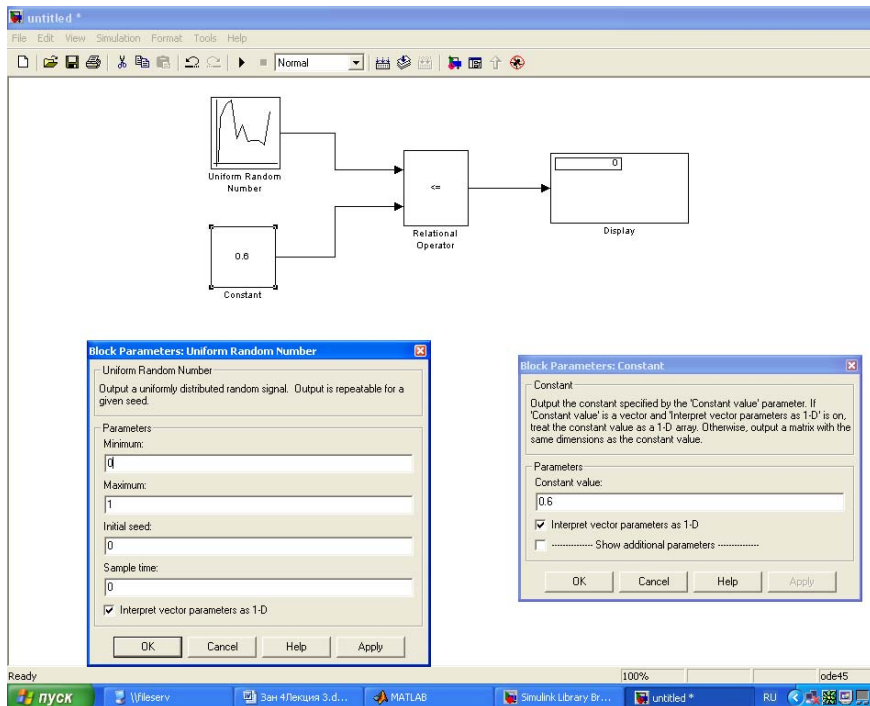 untitled *
File Edit View Simulation Format Tools Help
Normal
Uniform Random
Number
0.6
Constant
<=
Relational
Operator
0
Display
Block Parameters: Uniform Random Number
Uniform Random Number
Output a uniformly distributed random signal. Output is repeatable for a
given seed.
Parameters
Minimum:
0
Maximum:
1
Initial seed:
0
Sample time:
0
Interpret vector parameters as 1-D
OK Cancel Help Apply
Block Parameters: Constant
Constant
Output the constant specified by the 'Constant value' parameter. If
'Constant value' is a vector and 'Interpret vector parameters as 1-D' is on,
treat the constant value as a 1-D array. Otherwise, output a matrix with the
same dimensions as the constant value.
Parameters
Constant value:
0.6
Interpret vector parameters as 1-D
--------------- Show additional parameters ---------------
OK Cancel Help Apply
Ready 100% ode45
пуск \\fileserv Зан 4Лекция 3.d... MATLAB Simulink Library Br... untitled * RU